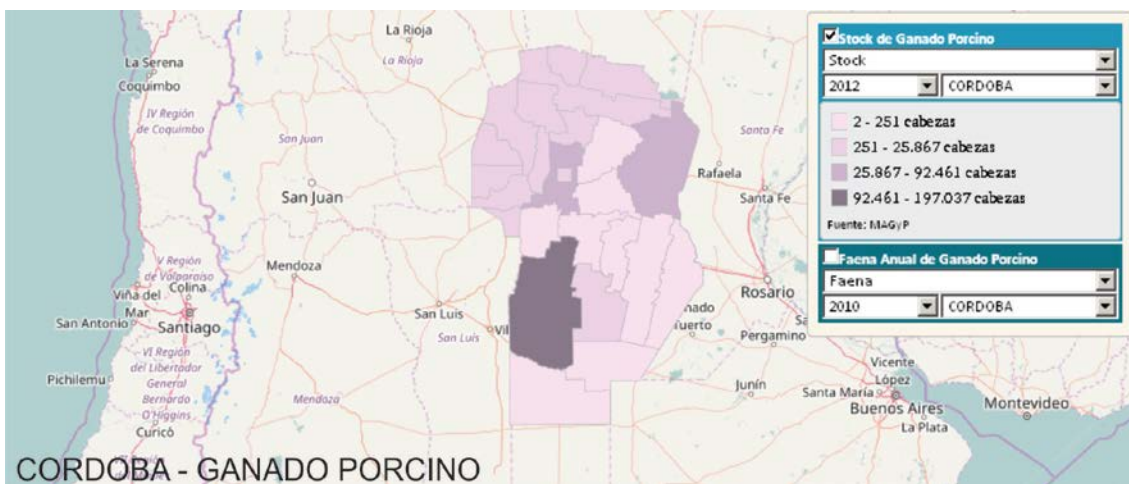 La Rioja
La Rioja
La Serena
Coquimbo
IV Región
de Coquimbo
San Juan
San Juan
Santa Fe
Rafaela
Santa Fe
Mendoza
V Región
de Valparaíso
Colina
Viña del
Mar
San Antonio
Santiago
San Luis
San Luis
Rosario
Pergamino
VI Región
del Libertador
General
Bernardo
O'Higgins
Pichilemu
Curicó
Mendoza
Junín
Vicente
López
Santa María
Buenos Aires
La Plata
Montevideo
Stock de Ganado Porcino
Stock
2012 CORDOBA
2 - 251 cabezas
251 - 25.867 cabezas
25.867 - 92.461 cabezas
92.461 - 197.037 cabezas
Fuente: MAGyP
Faena Anual de Ganado Porcino
Faena
2010 CORDOBA
CORDOBA - GANADO PORCINO